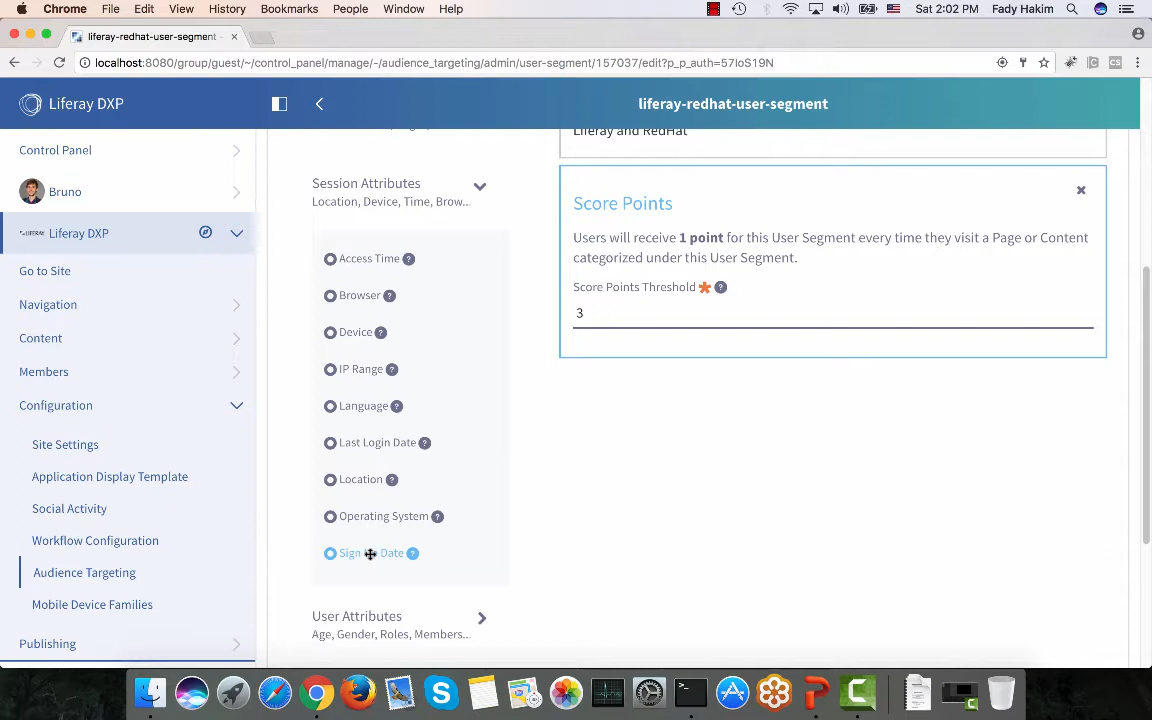 Chrome File Edit View History Bookmarks People Window Help Sat 2:02 PM Fady Hakim
liferay-redhat-user-segment -
localhost:8080/group/guest/~/control_panel/manage/-/audience_targeting/admin/user-segment/157037/edit?p_p_auth=57IoS19N
Liferay DXP
liferay-redhat-user-segment
Control Panel
Bruno
LIFERAY Liferay DXP
Go to Site
Navigation
Content
Members
Configuration
Site Settings
Application Display Template
Social Activity
Workflow Configuration
Audience Targeting
Mobile Device Families
Publishing
Session Attributes
Location, Device, Time, Brow...
Access Time ?
Browser ?
Device ?
IP Range ?
Language ?
Last Login Date ?
Location ?
Operating System ?
Sign Date ?
User Attributes
Age, Gender, Roles, Members...
Liferay and RedHat
Score Points
Users will receive 1 point for this User Segment every time they visit a Page or Content
categorized under this User Segment.
Score Points Threshold * ?
3